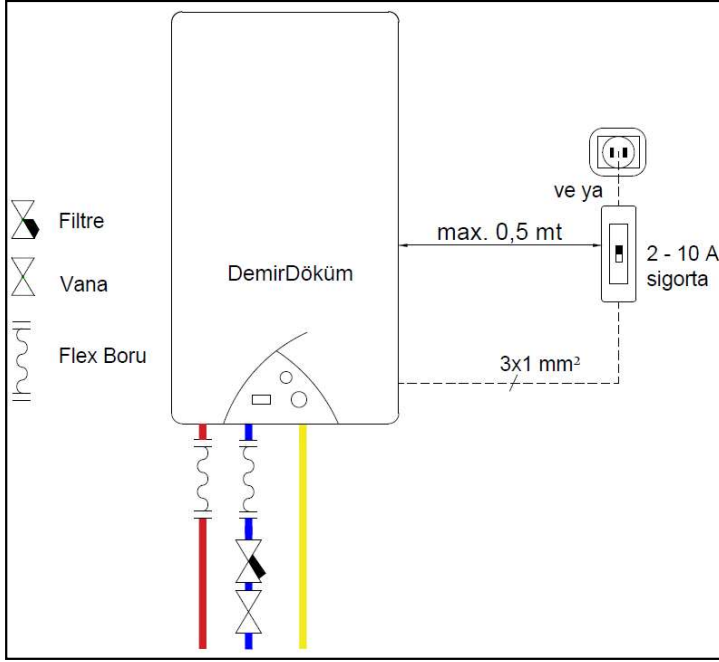 Filtre
Vana
Flex Boru
DemirDöküm
ve ya
max. 0,5 mt
2 - 10 A
sigorta
3x1 mm²